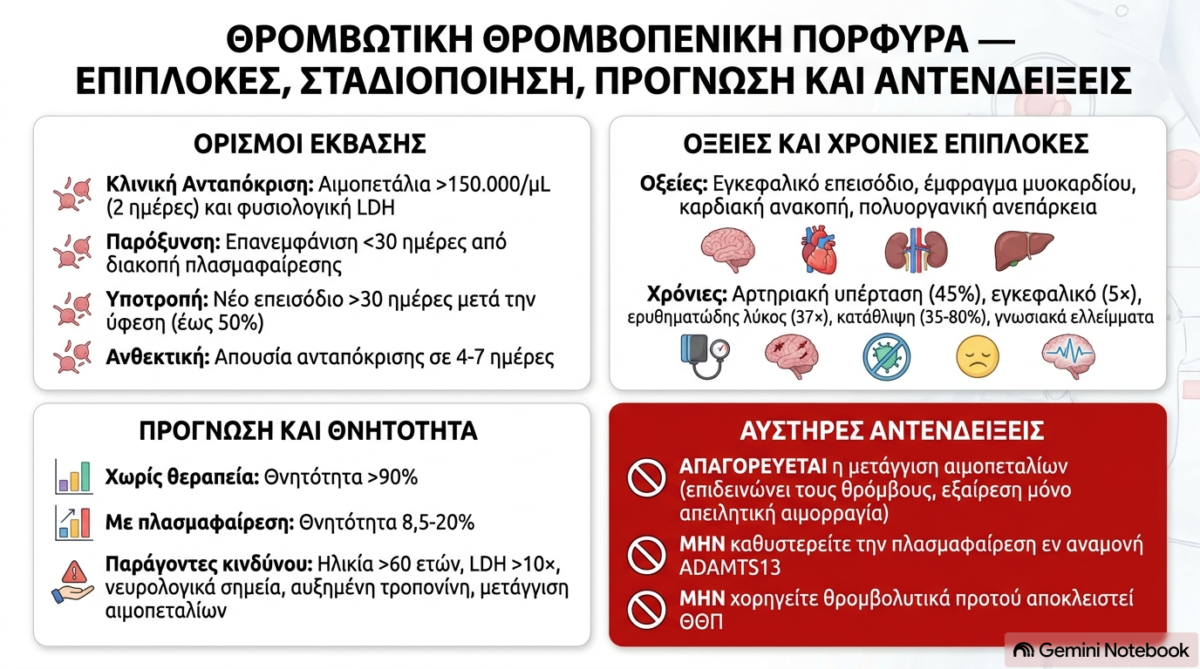 ΘΡΟΜΒΩΤΙΚΗ ΘΡΟΜΒΟΠΕΝΙΚΗ ΠΟΡΦΥΡΑ —
ΕΠΙΠΛΟΚΕΣ, ΣΤΑΔΙΟΠΟΙΗΣΗ, ΠΡΟΓΝΩΣΗ ΚΑΙ ΑΝΤΕΝΔΕΙΞΕΙΣ
ΟΡΙΣΜΟΙ ΕΚΒΑΣΗΣ
Κλινική Ανταπόκριση: Αιμοπετάλια >150.000/μL
(2 ημέρες) και φυσιολογική LDH
Παρόξυνση: Επανεμφάνιση <30 ημέρες από
διακοπή πλασμαφαίρεσης
Υποτροπή: Νέο επεισόδιο >30 ημέρες μετά την
ύφεση (έως 50%)
Ανθεκτική: Απουσία ανταπόκρισης σε 4-7 ημέρες
ΟΞΕΙΕΣ ΚΑΙ ΧΡΟΝΙΕΣ ΕΠΙΠΛΟΚΕΣ
Οξείες: Εγκεφαλικό επεισόδιο, έμφραγμα μυοκαρδίου,
καρδιακή ανακοπή, πολυοργανική ανεπάρκεια
Χρόνιες: Αρτηριακή υπέρταση (45%), εγκεφαλικό (5×),
ερυθηματώδης λύκος (37×), κατάθλιψη (35-80%), γνωσιακά ελλείμματα
ΠΡΟΓΝΩΣΗ ΚΑΙ ΘΝΗΤΟΤΗΤΑ
Χωρίς θεραπεία: Θνητότητα >90%
Με πλασμαφαίρεση: Θνητότητα 8,5-20%
Παράγοντες κινδύνου: Ηλικία >60 ετών, LDH >10×,
νευρολογικά σημεία, αυξημένη τροπονίνη, μετάγγιση
αιμοπεταλίων
ΑΥΣΤΗΡΕΣ ΑΝΤΕΝΔΕΙΞΕΙΣ
ΑΠΑΓΟΡΕΥΕΤΑΙ η μετάγγιση αιμοπεταλίων
(επιδεινώνει τους θρόμβους, εξαίρεση μόνο
απειλητική αιμορραγία)
ΜΗΝ καθυστερείτε την πλασμαφαίρεση εν αναμονή
ADAMTS13
ΜΗΝ χορηγείτε θρομβολυτικά προτού αποκλειστεί
ΘΘΠ
Gemini Notebook